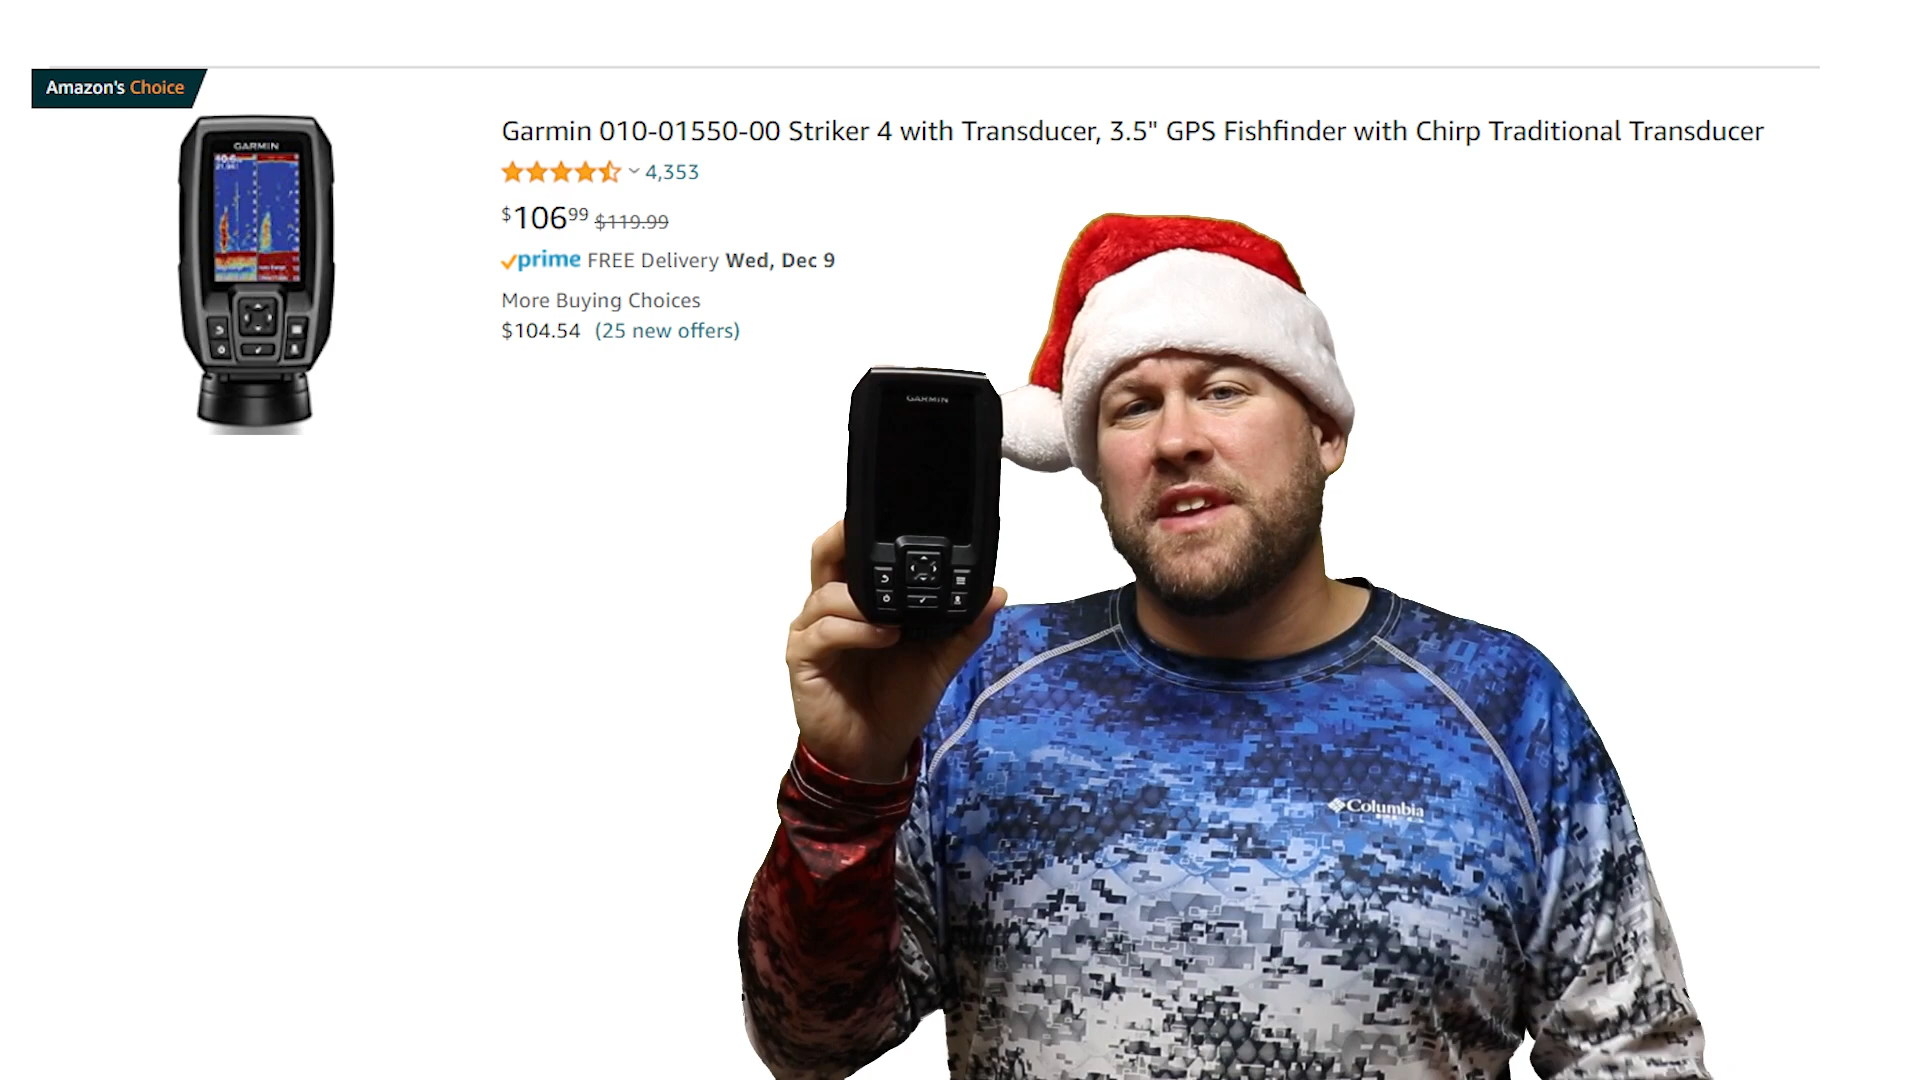 Amazon's Choice
GARMIN
Garmin 010-01550-00 Striker 4 with Transducer, 3.5" GPS Fishfinder with Chirp Traditional Transducer
4,353
$106 99 $119.99
prime FREE Delivery Wed, Dec 9
More Buying Choices
$104.54 (25 new offers)
GARMIN
Columbia